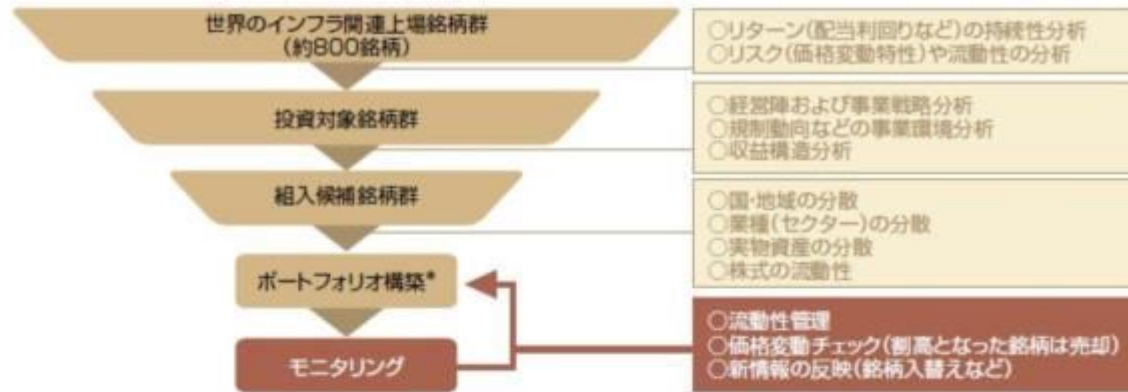 世界のインフラ関連上場銘柄群
(約800銘柄)
○リターン(配当利回りなど)の持続性分析
○リスク(価格変動特性)や流動性の分析
投資対象銘柄群
○経営陣および事業戦略分析
○規制動向などの事業環境分析
○収益構造分析
組入候補銘柄群
○国・地域の分散
○業種(セクター)の分散
○実物資産の分散
○株式の流動性
ポートフォリオ構築*
モニタリング
○流動性管理
○価格変動チェック(割高となった銘柄は売却)
○新情報の反映(銘柄入替えなど)